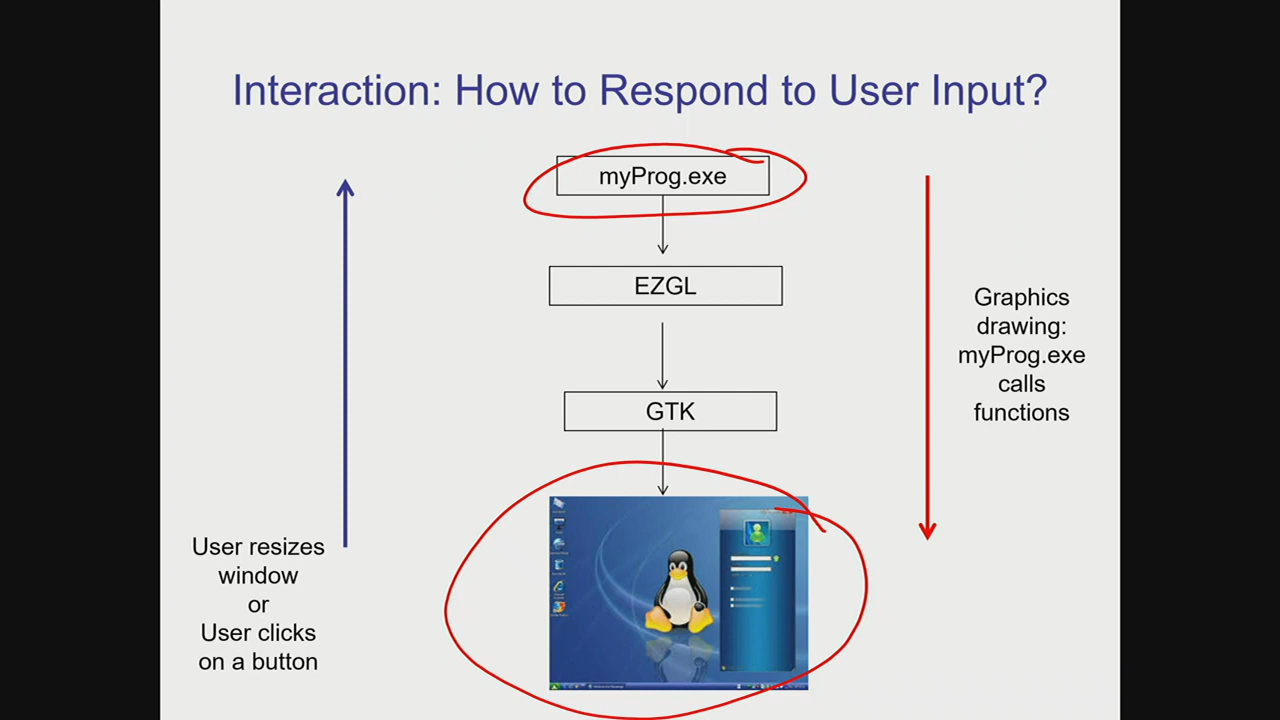 Interaction: How to Respond to User Input?
myProg.exe
EZGL
GTK
Graphics
drawing:
myProg.exe
calls
functions
User resizes
window
or
User clicks
on a button